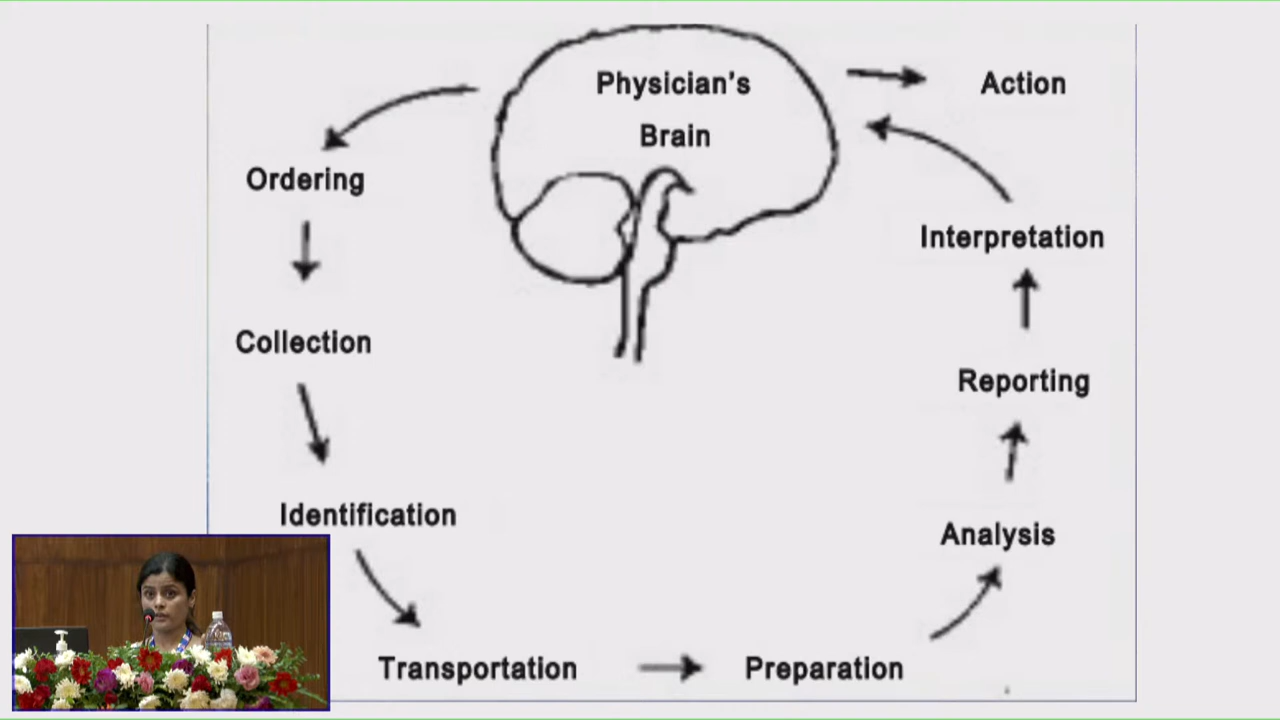 Physician's
Brain
Action
Ordering
Interpretation
Collection
Reporting
Identification
Analysis
Transportation
Preparation